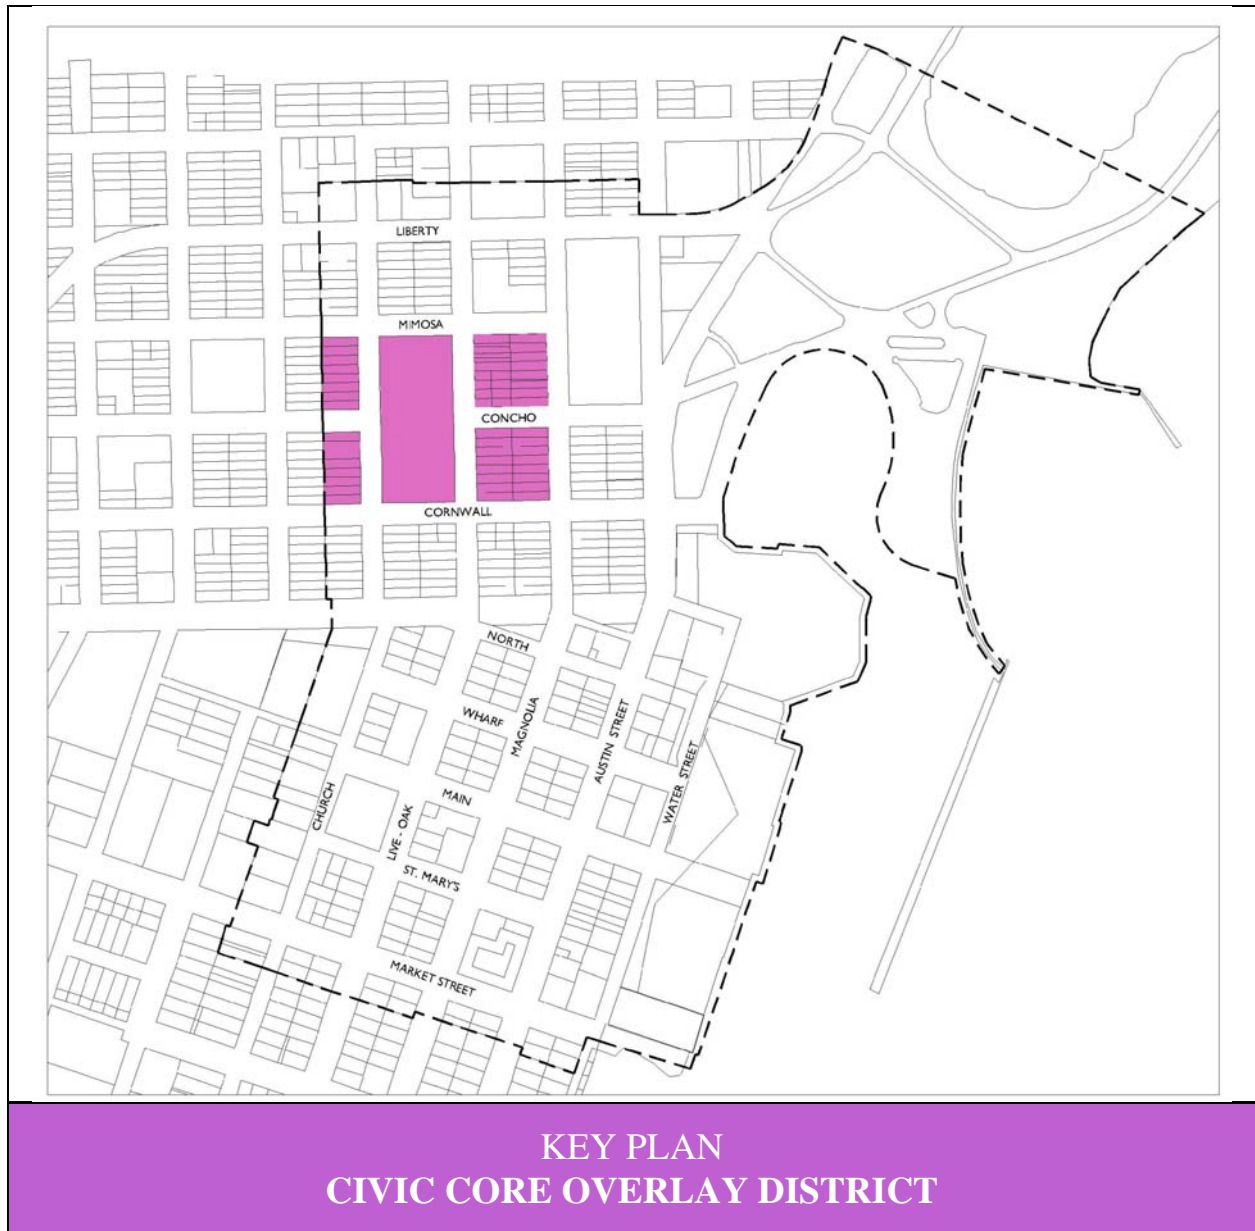 LIBERTY
MIMOSA
CONCHO
CORNWALL
NORTH
WHARF
MAGNOLIA
AUSTIN STREET
WATER STREET
MAIN
CHURCH
LIVE - OAK
ST. MARY'S
MARKET STREET
KEY PLAN
CIVIC CORE OVERLAY DISTRICT